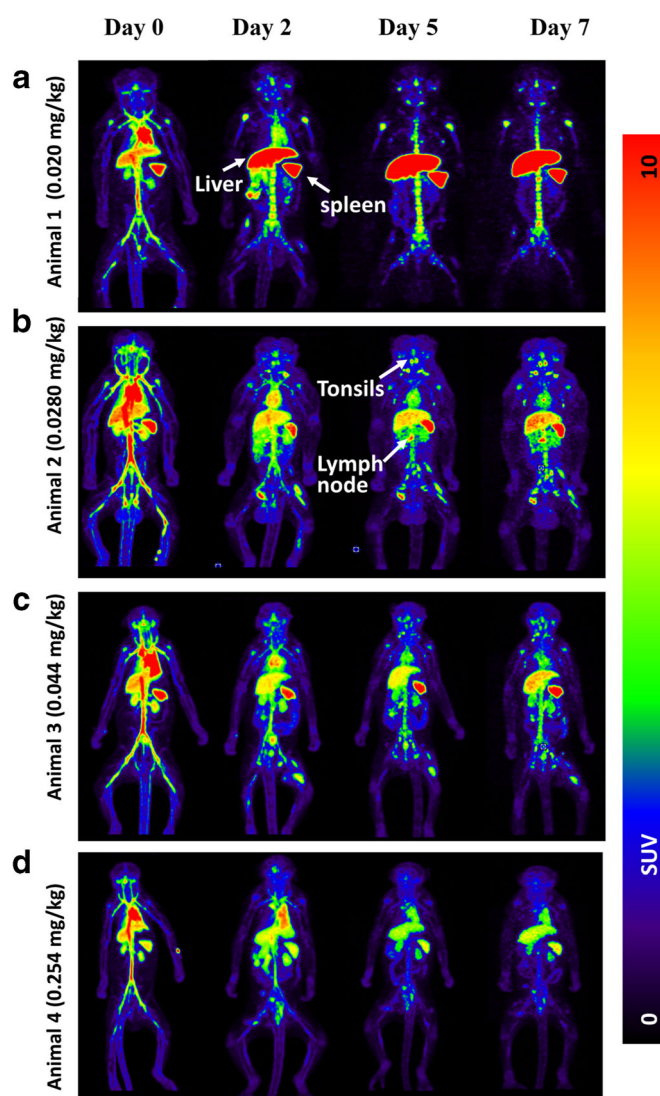 Day 0 Day 2 Day 5 Day 7
a
Animal 1 (0.020 mg/kg)
Liver
spleen
b
Animal 2 (0.0280 mg/kg)
Tonsils
Lymph
node
c
Animal 3 (0.044 mg/kg)
d
Animal 4 (0.254 mg/kg)
10
SUV
0